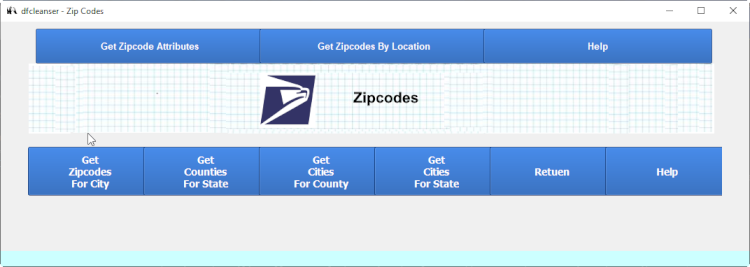 dfcleanser - Zip Codes
Get Zipcode Attributes
Get Zipcodes By Location
Help
Zipcodes
Get
Zipcodes
For City
Get
Counties
For State
Get
Cities
For County
Get
Cities
For State
Retuen
Help